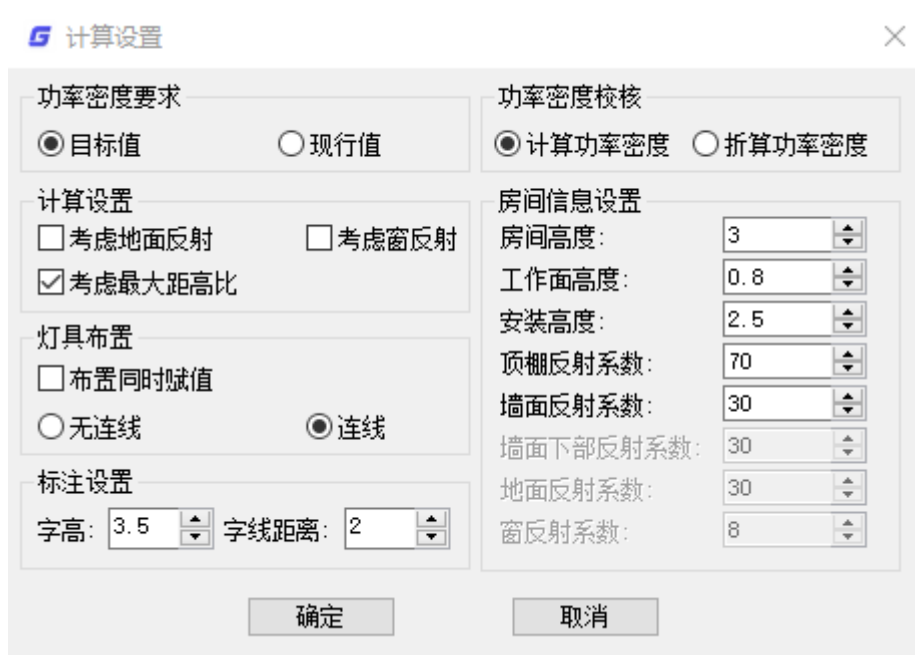 计算设置
功率密度要求
目标值 现行值
计算设置
考虑地面反射 考虑窗反射
考虑最大距高比
灯具布置
布置同时赋值
无连线 连线
标注设置
字高: 3.5 字线距离: 2
功率密度校核
计算功率密度 折算功率密度
房间信息设置
房间高度: 3
工作面高度: 0.8
安装高度: 2.5
顶棚反射系数: 70
墙面反射系数: 30
墙面下部反射系数: 30
地面反射系数: 30
窗反射系数: 8
确定 取消